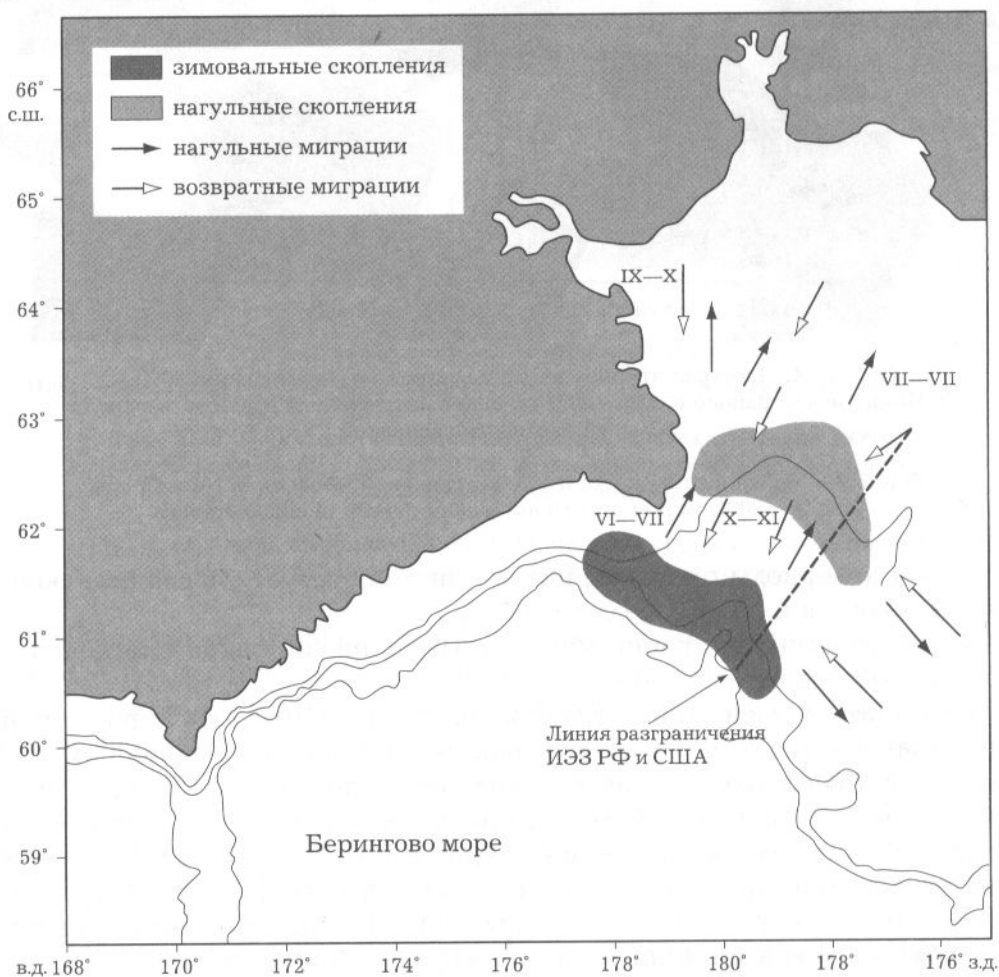 зимовальные скопления
нагульные скопления
нагульные миграции
возвратные миграции
66°
с.ш.
65°
64°
63°
62°
61°
60°
59°
IX—X
VII—VII
VI—VII
X—XI
Линия разграничения
ИЭЗ РФ и США
Берингово море
в.д. 168° 170° 172° 174° 176° 178° 180° 178° 176° з.д.